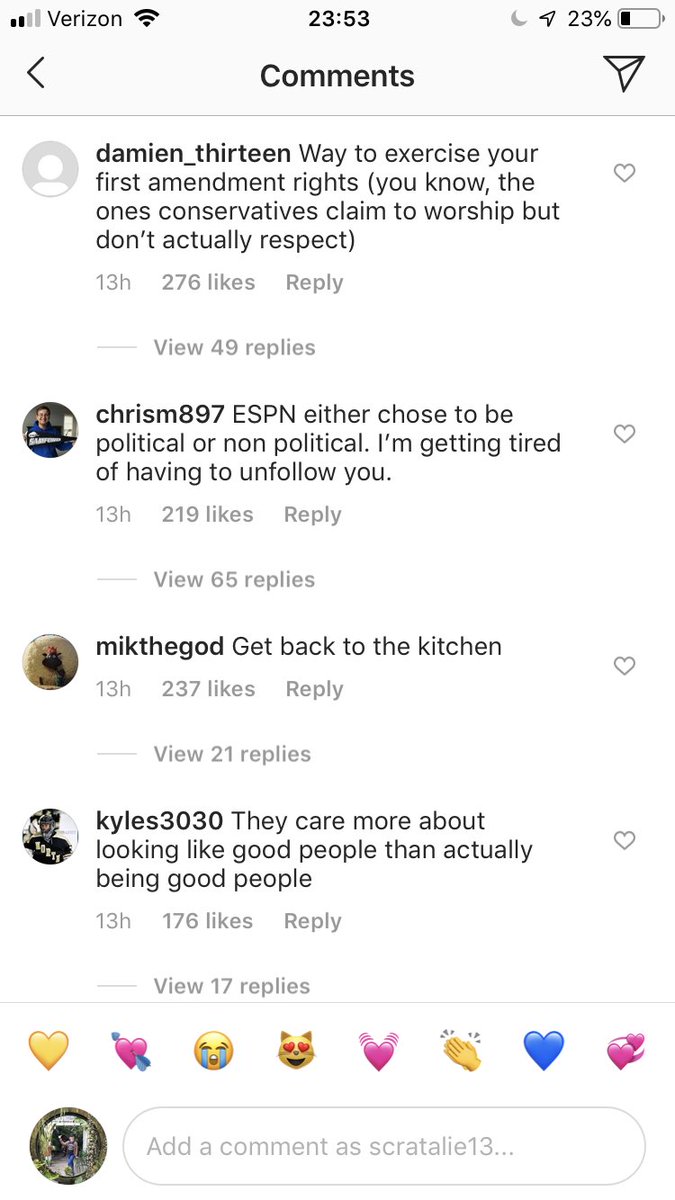 Verizon 23:53 23%
Comments
damien_thirteen Way to exercise your
first amendment rights (you know, the
ones conservatives claim to worship but
don’t actually respect)
13h 276 likes Reply
View 49 replies
chrism897 ESPN either chose to be
political or non political. I’m getting tired
of having to unfollow you.
13h 219 likes Reply
View 65 replies
mikthegod Get back to the kitchen
13h 237 likes Reply
View 21 replies
kyles3030 They care more about
looking like good people than actually
being good people
13h 176 likes Reply
View 17 replies
Add a comment as scratalie13...